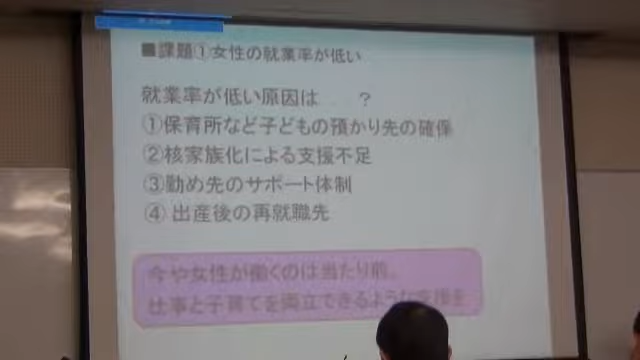 ■課題①女性の就業率が低い
就業率が低い原因は　　？
①保育所など子どもの預かり先の確保
②核家族化による支援不足
③勤め先のサポート体制
④ 出産後の再就職先
今や女性が働くのは当たり前。
仕事と子育てを両立できるような支援を